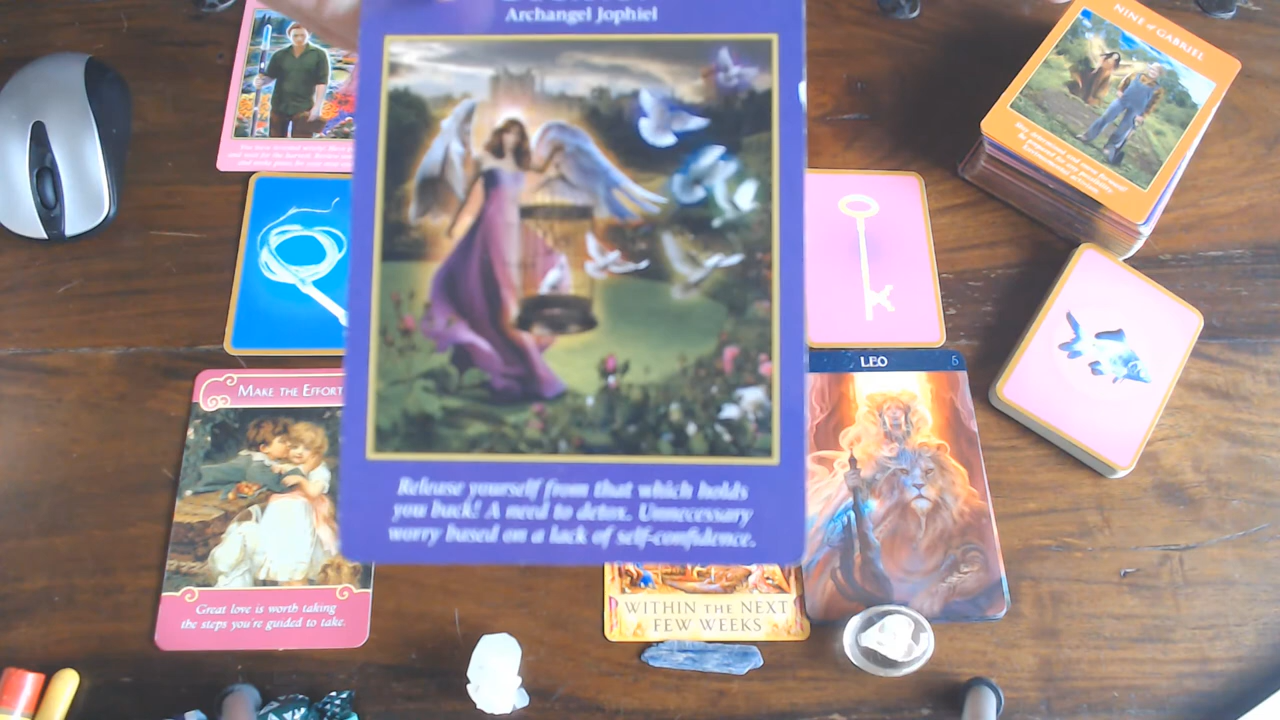 Archangel Jophiel
Release yourself from that which holds
you back! A need to detox. Unnecessary
worry based on a lack of self-confidence.
NINE of GABRIEL
LEO 5
MAKE THE EFFORT
Great love is worth taking
the steps you're guided to take.
WITHIN THE NEXT
FEW WEEKS